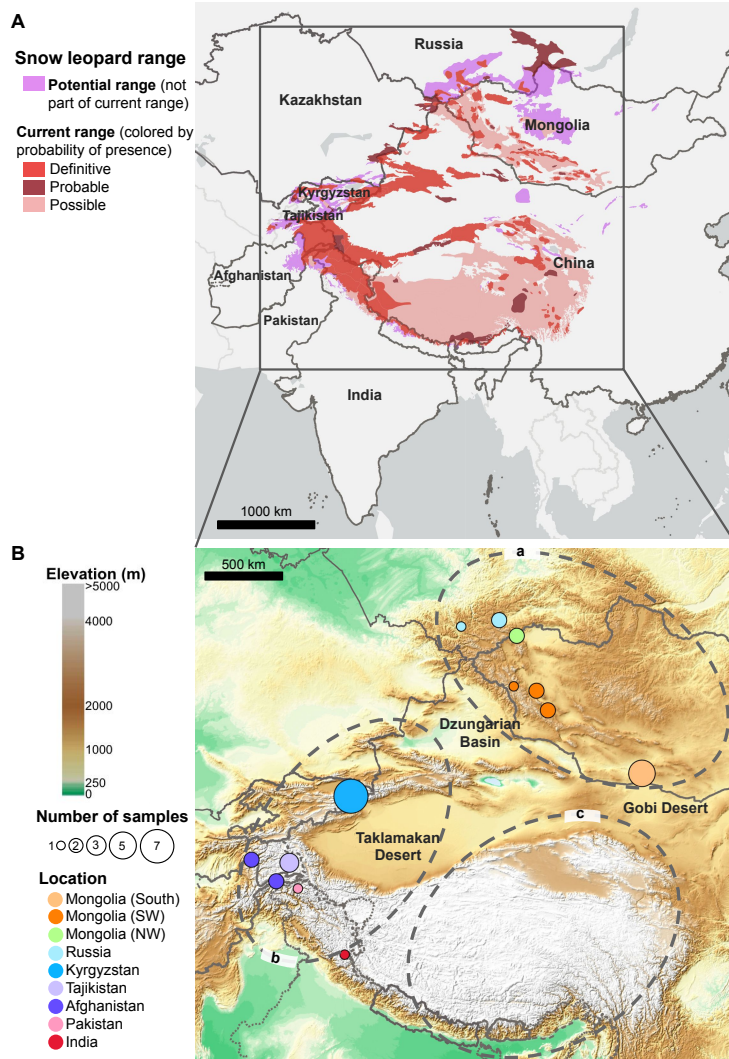 A
Snow leopard range
Potential range (not
part of current range)
Current range (colored by
probability of presence)
Definitive
Probable
Possible
Russia
Kazakhstan
Mongolia
Kyrgyzstan
Tajikistan
China
Afghanistan
Pakistan
India
1000 km
B
500 km
a
Elevation (m)
>5000
4000
2000
1000
250
0
Dzungarian
Basin
Gobi Desert
Taklamakan
Desert
c
b
Number of samples
1 2 3 5 7
Location
Mongolia (South)
Mongolia (SW)
Mongolia (NW)
Russia
Kyrgyzstan
Tajikistan
Afghanistan
Pakistan
India